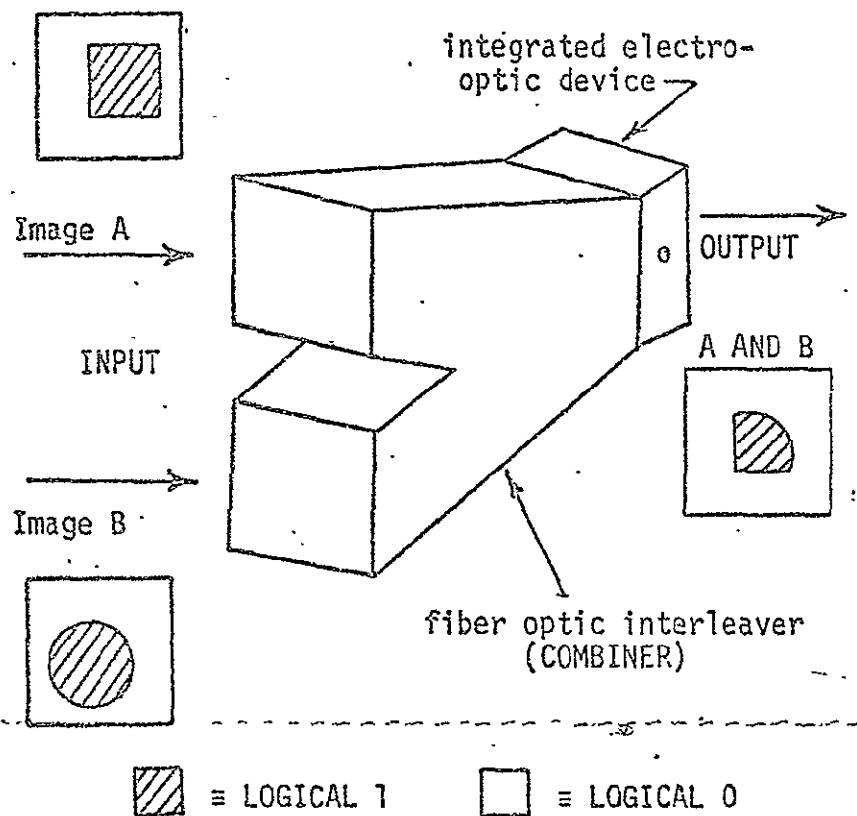 integrated electro-
optic device
Image A
OUTPUT
INPUT
A AND B
Image B
fiber optic interleaver
(COMBINER)
≡ LOGICAL 1
≡ LOGICAL 0